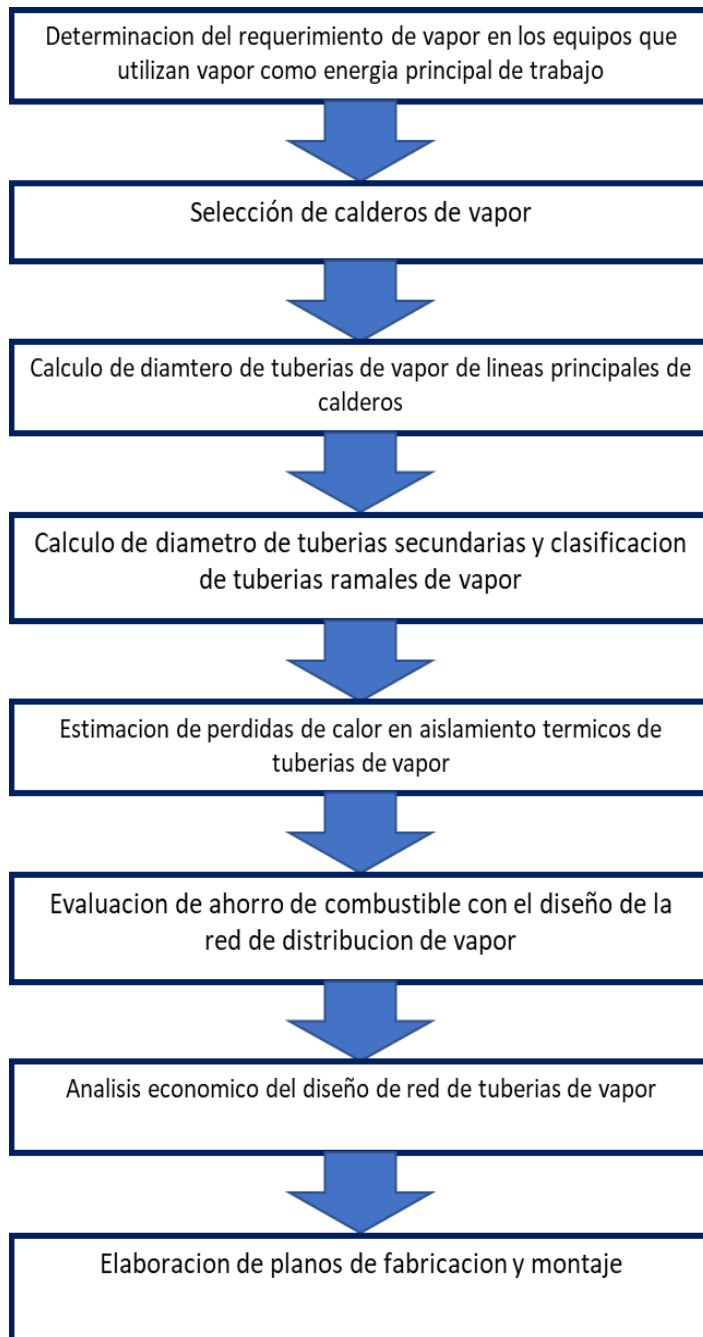 Determinacion del requerimiento de vapor en los equipos que
utilizan vapor como energia principal de trabajo
Selección de calderos de vapor
Calculo de diamtero de tuberias de vapor de lineas principales de
calderos
Calculo de diametro de tuberias secundarias y clasificacion
de tuberias ramales de vapor
Estimacion de perdidas de calor en aislamiento termicos de
tuberias de vapor
Evaluacion de ahorro de combustible con el diseño de la
red de distribucion de vapor
Analisis economico del diseño de red de tuberias de vapor
Elaboracion de planos de fabricacion y montaje